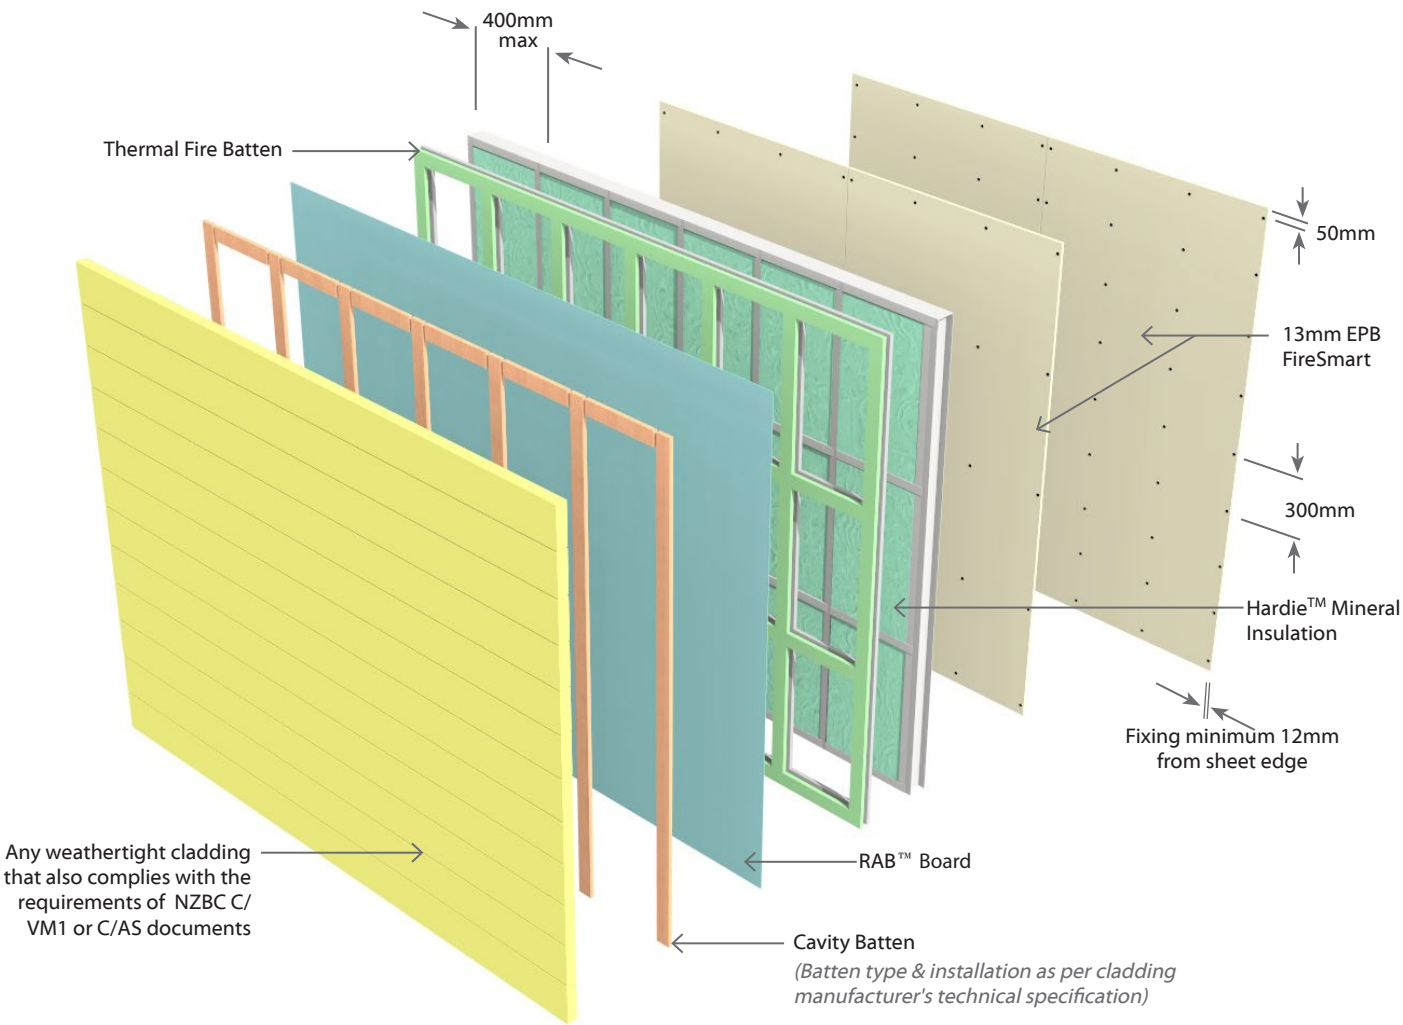 400mm
max
Thermal Fire Batten
50mm
13mm EPB
FireSmart
300mm
Hardie™ Mineral
Insulation
Fixing minimum 12mm
from sheet edge
RAB™ Board
Any weathertight cladding
that also complies with the
requirements of NZBC C/
VM1 or C/AS documents
Cavity Batten
(Batten type & installation as per cladding
manufacturer's technical specification)